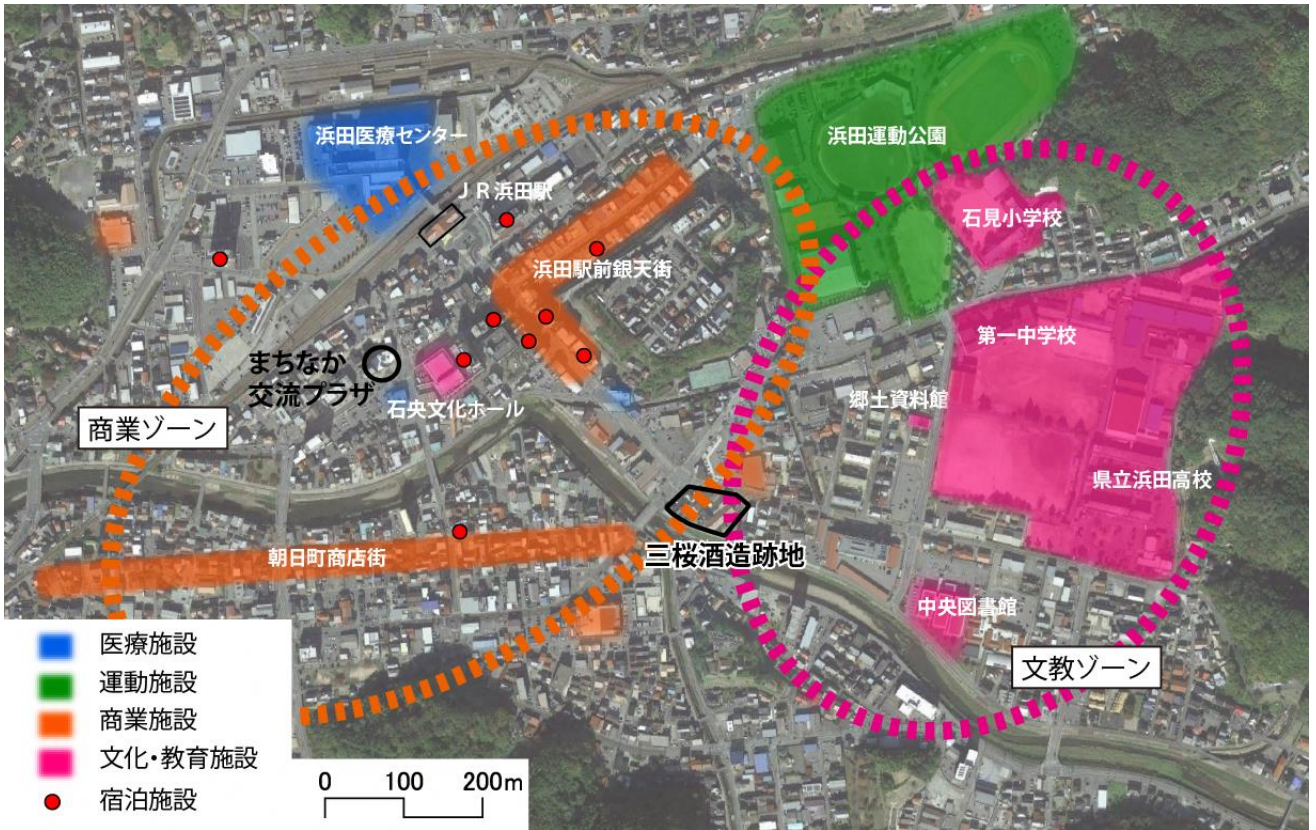 浜田医療センター
浜田運動公園
JR浜田駅
石見小学校
浜田駅前銀天街
第一中学校
まちなか
交流プラザ
石央文化ホール
郷土資料館
商業ゾーン
県立浜田高校
朝日町商店街
三桜酒造跡地
中央図書館
文教ゾーン
医療施設
運動施設
商業施設
文化・教育施設
宿泊施設
0 100 200m